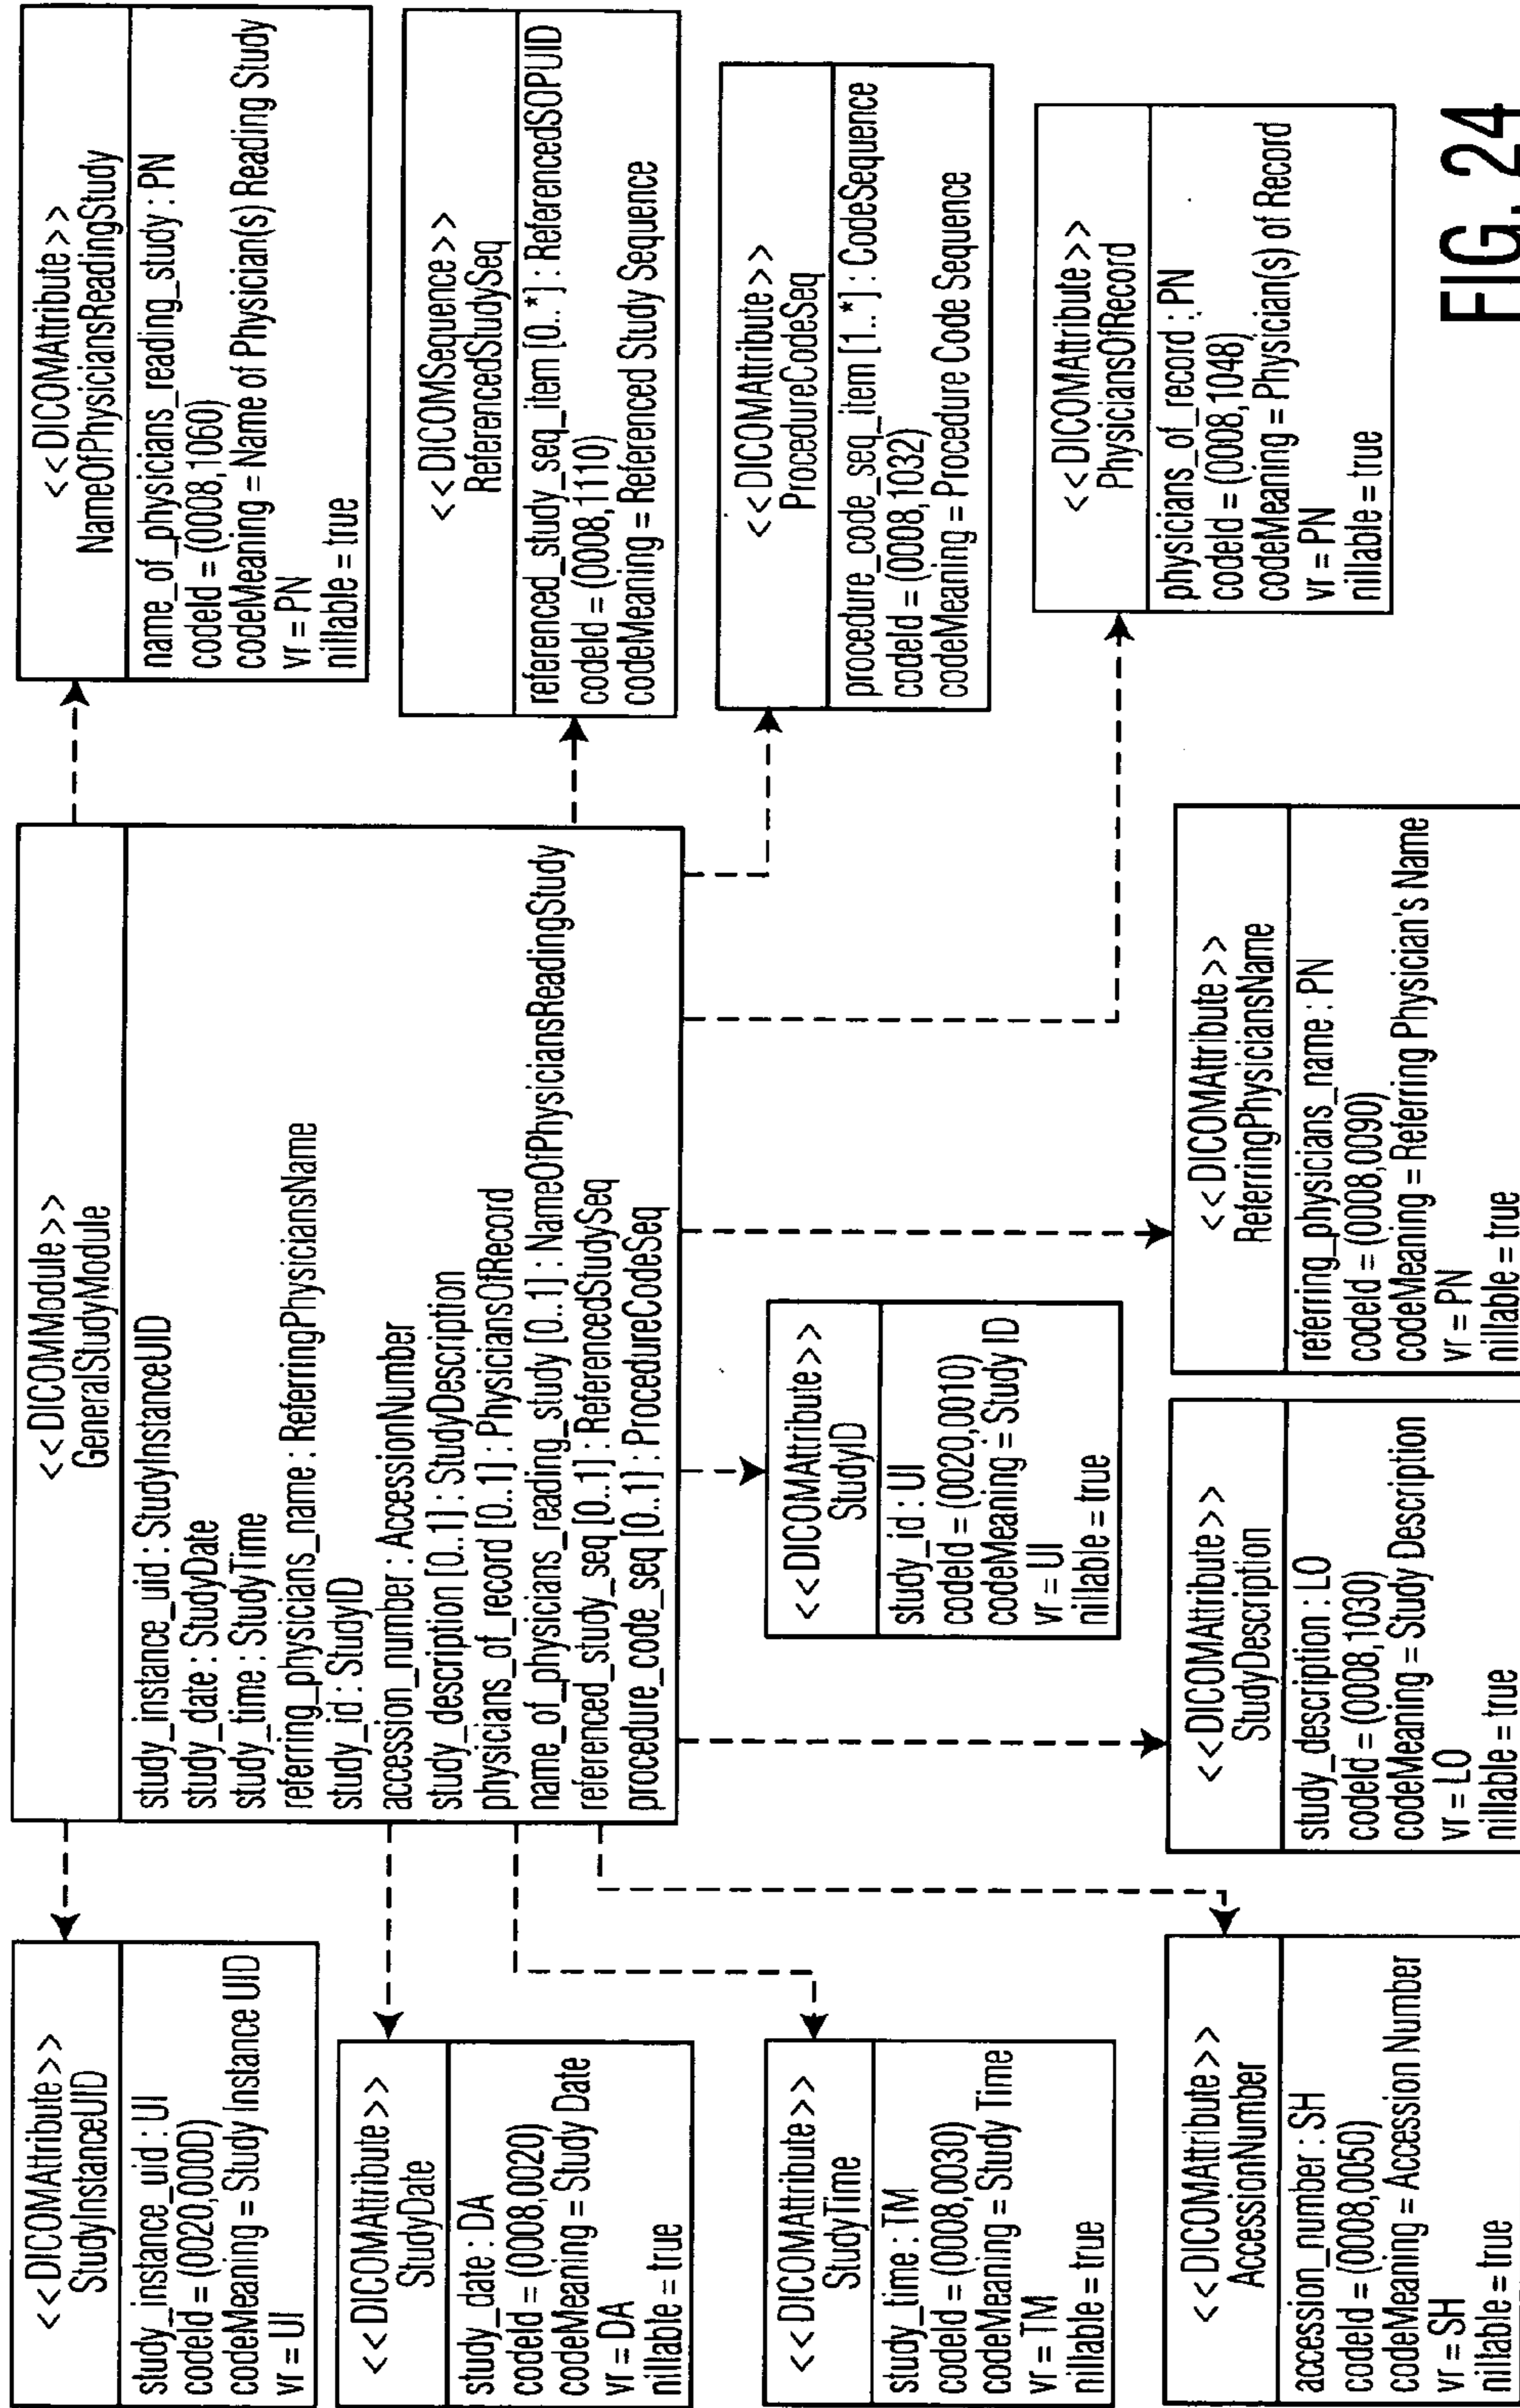 <<DICOMModule>>
GeneralStudyModule
study_instance_uid : StudyInstanceUID
study_date : StudyDate
study_time : StudyTime
referring_physicians_name : ReferringPhysiciansName
study_id : StudyID
accession_number : AccessionNumber
study_description [0..1] : StudyDescription
physicians_of_record [0..1] : PhysiciansOfRecord
name_of_physicians_reading_study [0..1] : NameOfPhysiciansReadingStudy
referenced_study_seq [0..1] : ReferencedStudySeq
procedure_code_seq [0..1] : ProcedureCodeSeq
<<DICOMAttribute>>
StudyInstanceUID
study_instance_uid : UI
codeId = (0020,000D)
codeMeaning = Study Instance UID
vr = UI
<<DICOMAttribute>>
StudyDate
study_date : DA
codeId = (0008,0020)
codeMeaning = Study Date
vr = DA
nillable = true
<<DICOMAttribute>>
StudyTime
study_time : TM
codeId = (0008,0030)
codeMeaning = Study Time
vr = TM
nillable = true
<<DICOMAttribute>>
AccessionNumber
accession_number : SH
codeId = (0008,0050)
codeMeaning = Accession Number
vr = SH
nillable = true
<<DICOMAttribute>>
StudyDescription
study_description : LO
codeId = (0008,1030)
codeMeaning = Study Description
vr = LO
nillable = true
<<DICOMAttribute>>
StudyID
study_id : UI
codeId = (0020,0010)
codeMeaning = Study ID
vr = UI
nillable = true
<<DICOMAttribute>>
ReferringPhysiciansName
referring_physicians_name : PN
codeId = (0008,0090)
codeMeaning = Referring Physician's Name
vr = PN
nillable = true
<<DICOMAttribute>>
NameOfPhysiciansReadingStudy
name_of_physicians_reading_study : PN
codeId = (0008,1060)
codeMeaning = Name of Physician(s) Reading Study
vr = PN
nillable = true
<<DICOMSequence>>
ReferencedStudySeq
referenced_study_seq_item [0..*] : ReferencedSOPUID
codeId = (0008,1110)
codeMeaning = Referenced Study Sequence
<<DICOMAttribute>>
ProcedureCodeSeq
procedure_code_seq_item [1..*] : CodeSequence
codeId = (0008,1032)
codeMeaning = Procedure Code Sequence
<<DICOMAttribute>>
PhysiciansOfRecord
physicians_of_record : PN
codeId = (0008,1048)
codeMeaning = Physician(s) of Record
vr = PN
nillable = true
FIG. 24